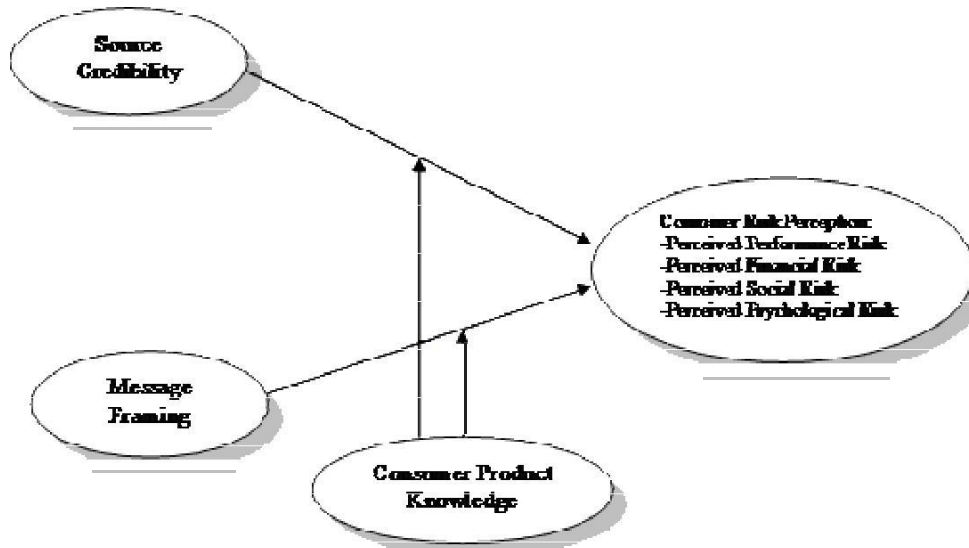 Source
Credibility
Consumer Risk Perception:
-Perceived Performance Risk
-Perceived Financial Risk
-Perceived Social Risk
-Perceived Psychological Risk
Message
Framing
Consumer Product
Knowledge